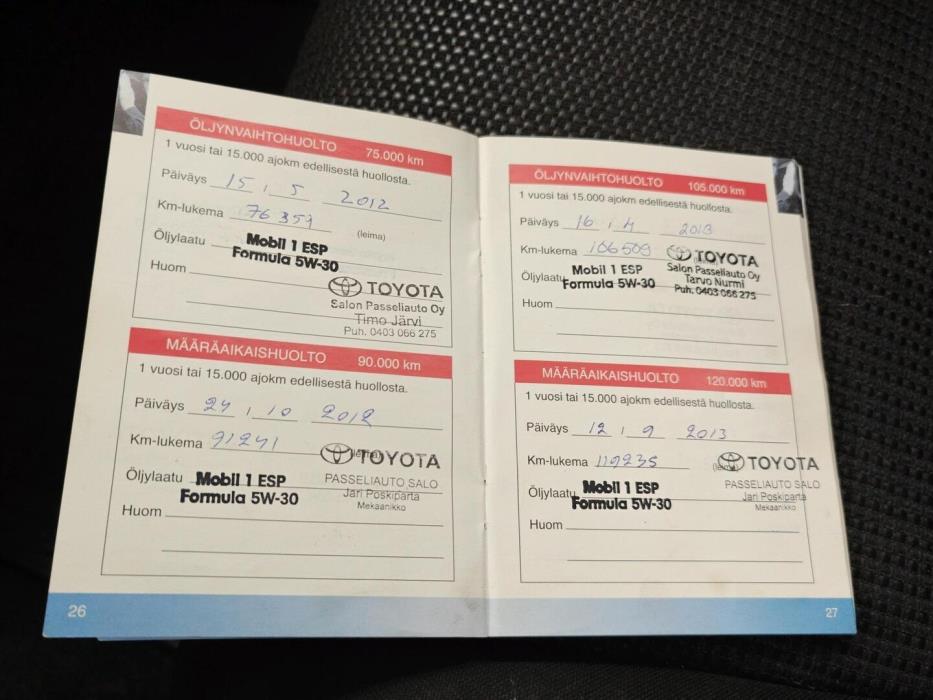 ÖLJYNVAIHTOHUOLTO 75.000 km
1 vuosi tai 15.000 ajokm edellisestä huollosta.
Päiväys 15 , 5 2012
Km-lukema 76 359
(leima)
Öljylaatu Mobil 1 ESP
Formula 5W-30
Huom
TOYOTA
Salon Passeliauto Oy
Timo Järvi
Puh. 0403 066 275
MÄÄRÄAIKAISHUOLTO 90.000 km
1 vuosi tai 15.000 ajokm edellisestä huollosta.
Päiväys 24 , 10 2012
Km-lukema 91241
(leima)
TOYOTA
PASSELIAUTO SALO
Jari Poskiparta
Mekaanikko
Öljylaatu Mobil 1 ESP
Formula 5W-30
Huom
26
ÖLJYNVAIHTOHUOLTO 105.000 km
1 vuosi tai 15.000 ajokm edellisestä huollosta.
Päiväys 16 , 4 2013
Km-lukema 106509
TOYOTA
Salon Passeliauto Oy
Tarvo Nurmi
Puh. 0403 066 275
Öljylaatu Mobil 1 ESP
Formula 5W-30
Huom
MÄÄRÄAIKAISHUOLTO 120.000 km
1 vuosi tai 15.000 ajokm edellisestä huollosta.
Päiväys 12 , 9 2013
Km-lukema 119235
TOYOTA
PASSELIAUTO SALO
Jari Poskiparta
Mekaanikko
Öljylaatu Mobil 1 ESP
Formula 5W-30
Huom
27